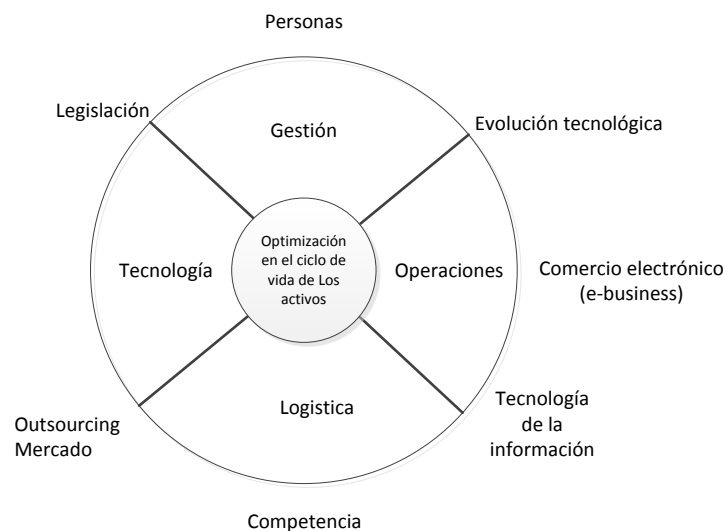 Personas
Legislación
Gestión
Evolución tecnológica
Optimización
en el ciclo de
vida de Los
activos
Tecnología
Operaciones
Comercio electrónico
(e-business)
Logistica
Outsourcing
Mercado
Tecnología
de la
información
Competencia